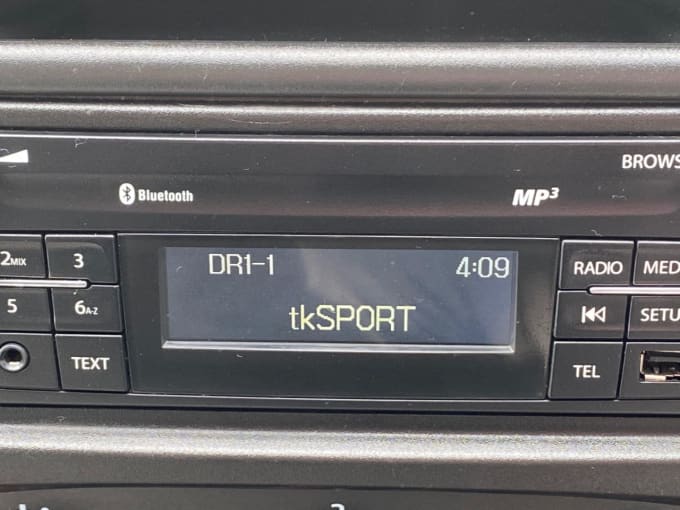 BROWS
Bluetooth
MP3
2MIX
3
DR1-1
4:09
RADIO
MED
5
6A-Z
tkSPORT
SETU
TEXT
TEL